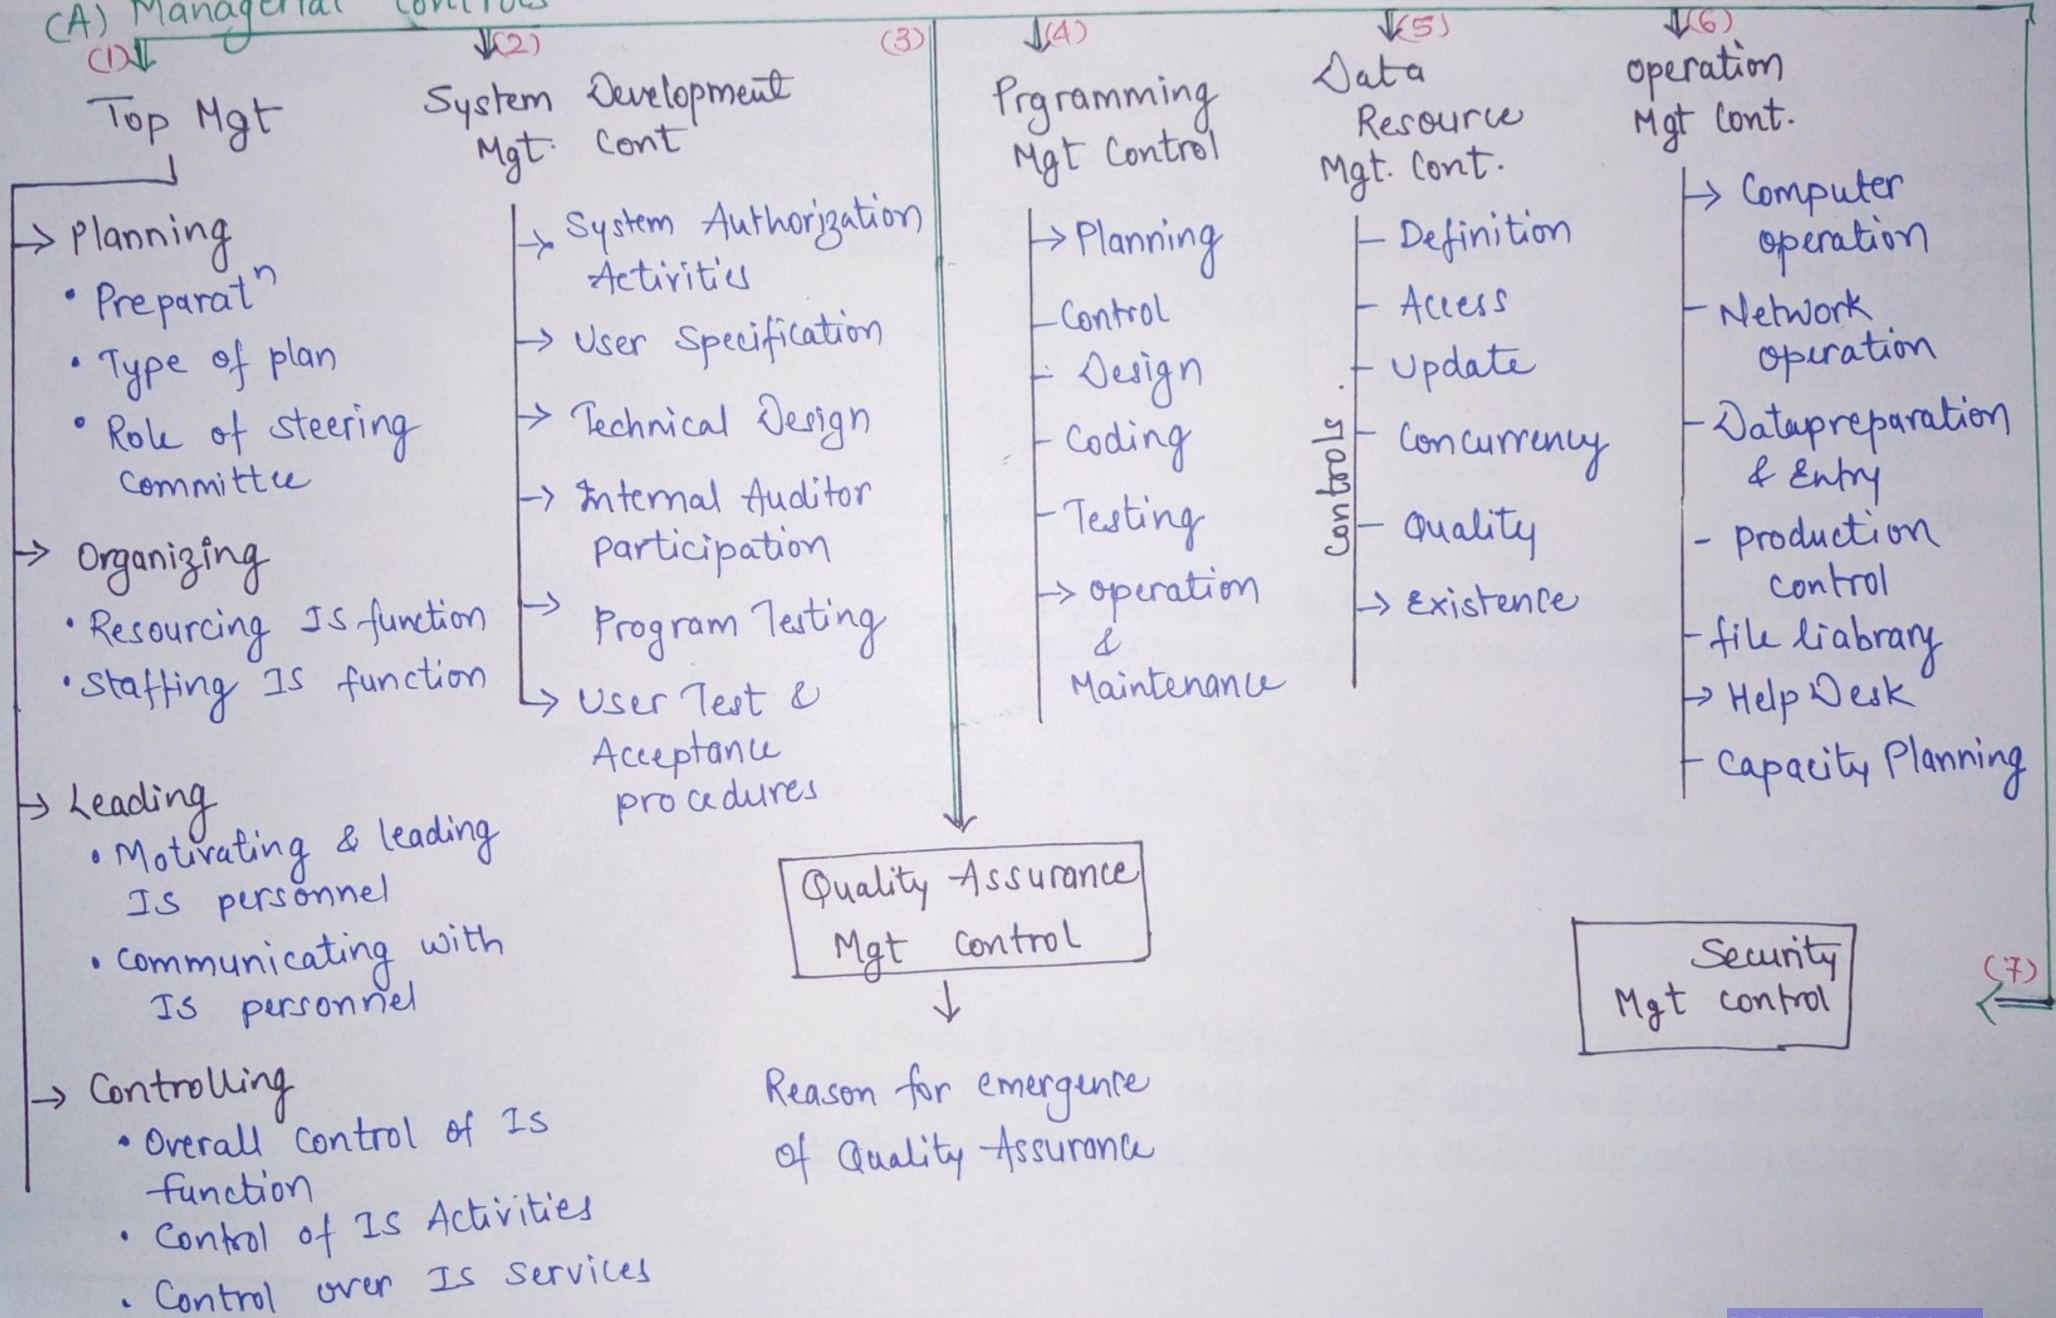 (A) Managerial Controls
(1)
Top Mgt
→ Planning
• Preparatⁿ
• Type of plan
• Role of steering
committee
→ Organizing
• Resourcing IS function
• Staffing IS function
→ Leading
• Motivating & leading
IS personnel
• Communicating with
IS personnel
→ Controlling
• Overall control of IS
function
• Control of IS Activities
• Control over IS services
(2)
System Development
Mgt. Cont
→ System Authorization
Activities
→ User Specification
→ Technical Design
→ Internal Auditor
participation
→ Program Testing
→ User Test &
Acceptance
procedures
(3)
Quality Assurance
Mgt control
↓
Reason for emergence
of Quality Assurance
(4)
Prgramming
Mgt Control
→ Planning
- Control
- Design
- Coding
- Testing
→ operation
&
Maintenance
(5)
Data
Resource
Mgt. Cont.
Controls.
- Definition
- Access
- Update
- Concurrency
- Quality
→ Existence
(6)
operation
Mgt Cont.
→ Computer
operation
- Network
operation
- Datapreparation
& Entry
- production
control
- file liabrary
→ Help Desk
- Capacity Planning
(7)
Security
Mgt control